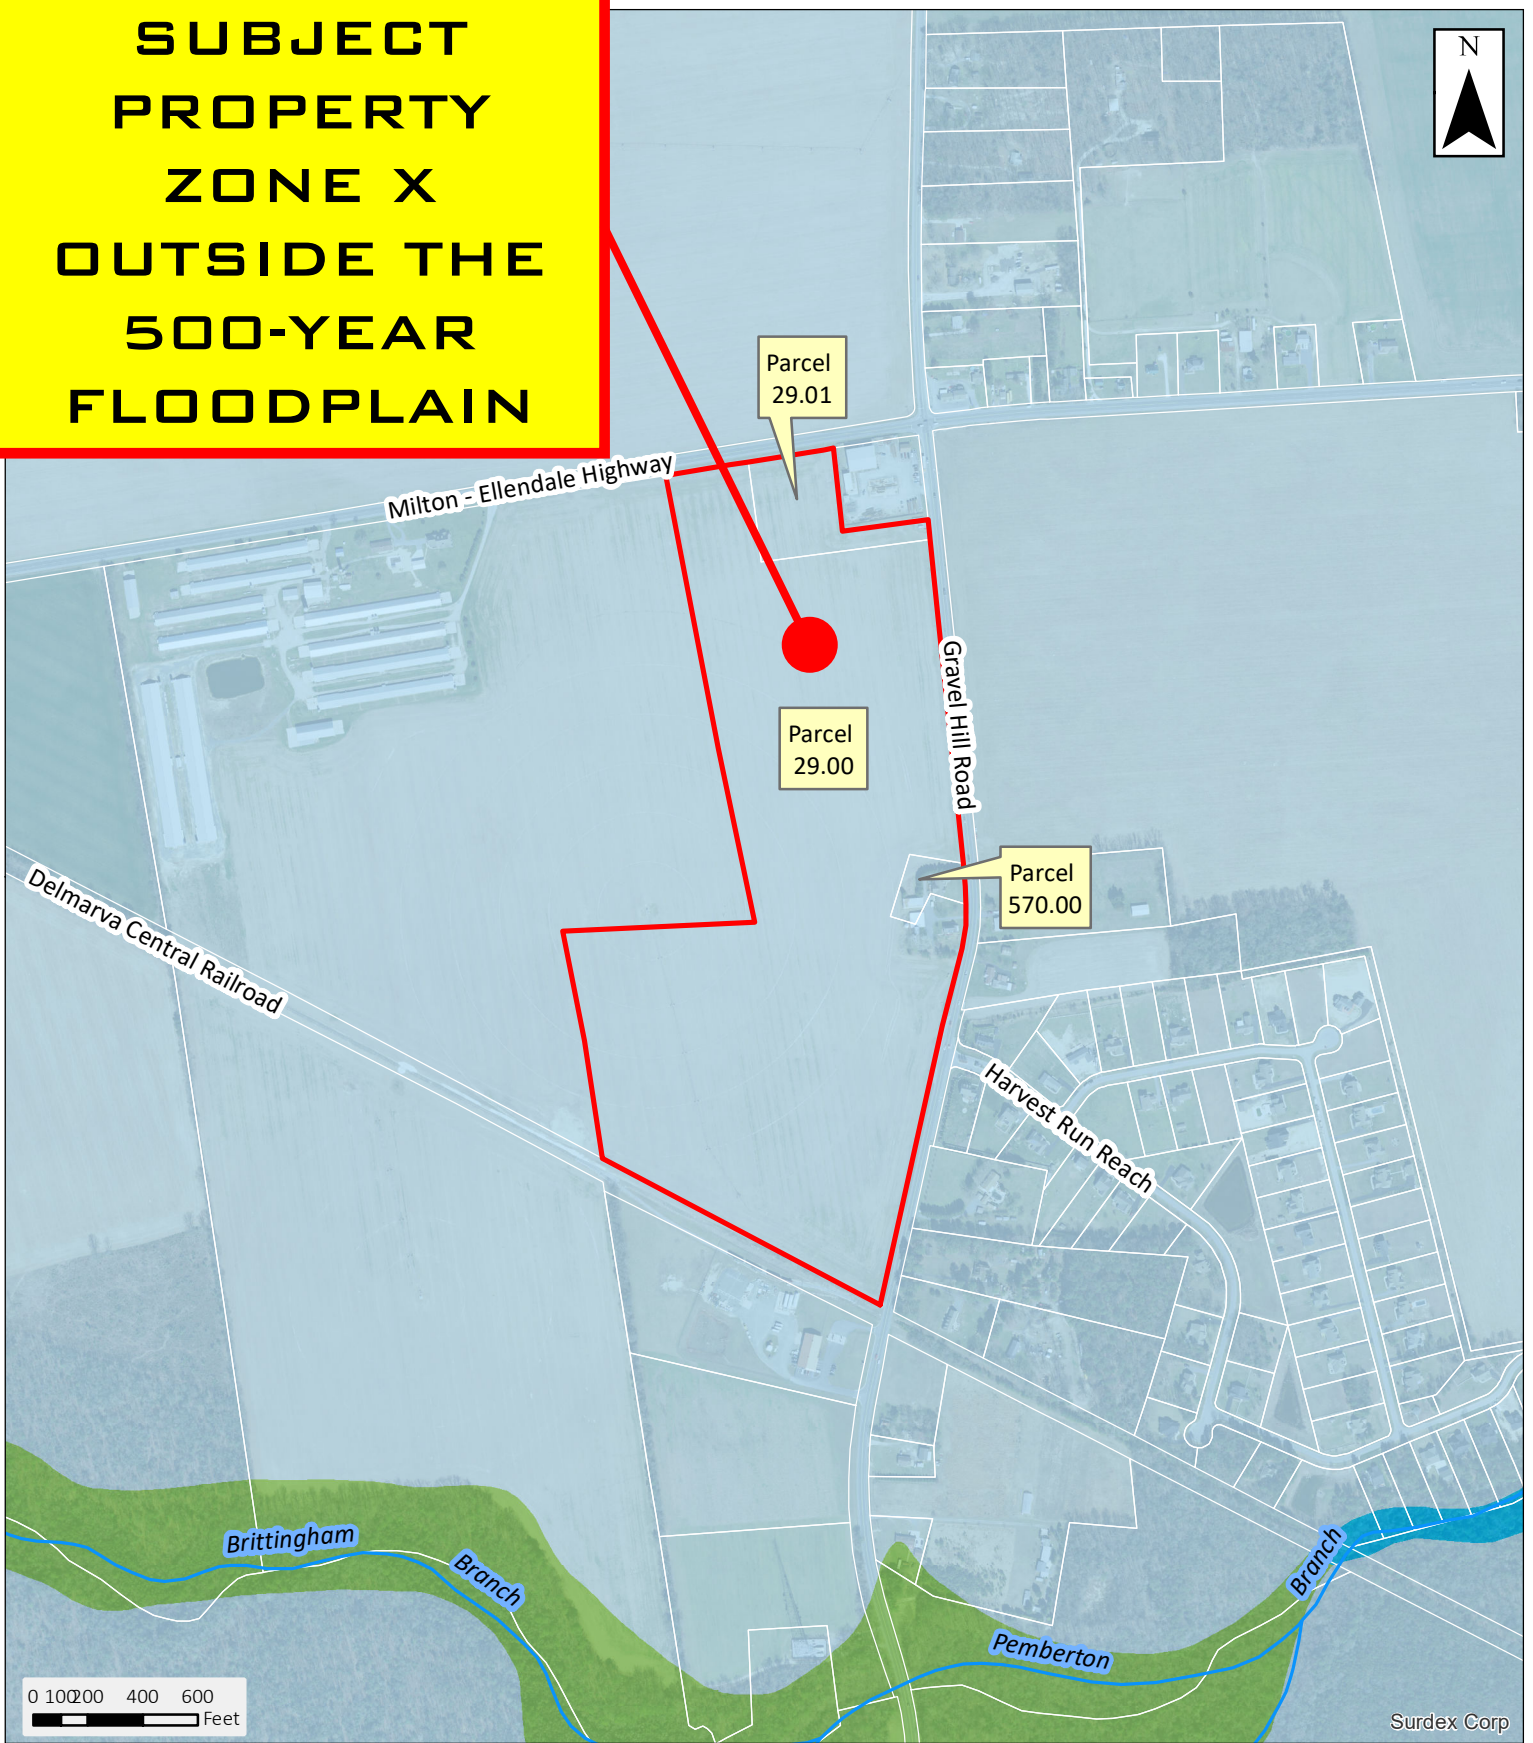 SUBJECT
PROPERTY
ZONE X
OUTSIDE THE
500-YEAR
FLOODPLAIN
N
Parcel
29.01
Milton - Ellendale Highway
Gravel Hill Road
Parcel
29.00
Parcel
570.00
Delmarva Central Railroad
Harvest Run Reach
Brittingham
Branch
Branch
Pemberton
0 100200 400 600
Feet
Surdex Corp